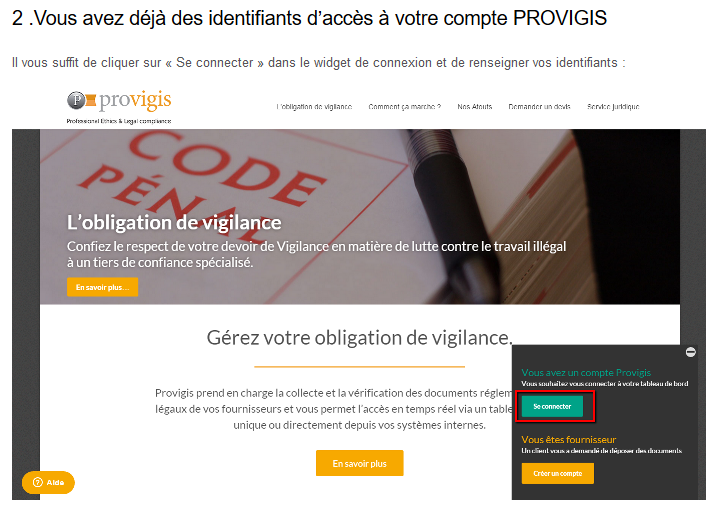 2 .Vous avez déjà des identifiants d'accès à votre compte PROVIGIS
Il vous suffit de cliquer sur « Se connecter » dans le widget de connexion et de renseigner vos identifiants :
P provigis
Professional Ethics & Legal compliance
L'obligation de vigilance
Comment ça marche ?
Nos Atouts
Demander un devis
Service Juridique
CODE
PÉNAL
L'obligation de vigilance
Confiez le respect de votre devoir de Vigilance en matière de lutte contre le travail illégal
à un tiers de confiance spécialisé.
En savoir plus...
Gérez votre obligation de vigilance.
Provigis prend en charge la collecte et la vérification des documents réglem
légaux de vos fournisseurs et vous permet l'accès en temps réel via un table
unique ou directement depuis vos systèmes internes.
En savoir plus
Vous avez un compte Provigis
Vous souhaitez vous connecter à votre tableau de bord
Se connecter
Vous êtes fournisseur
Un client vous a demandé de déposer des documents
Créer un compte
Aide